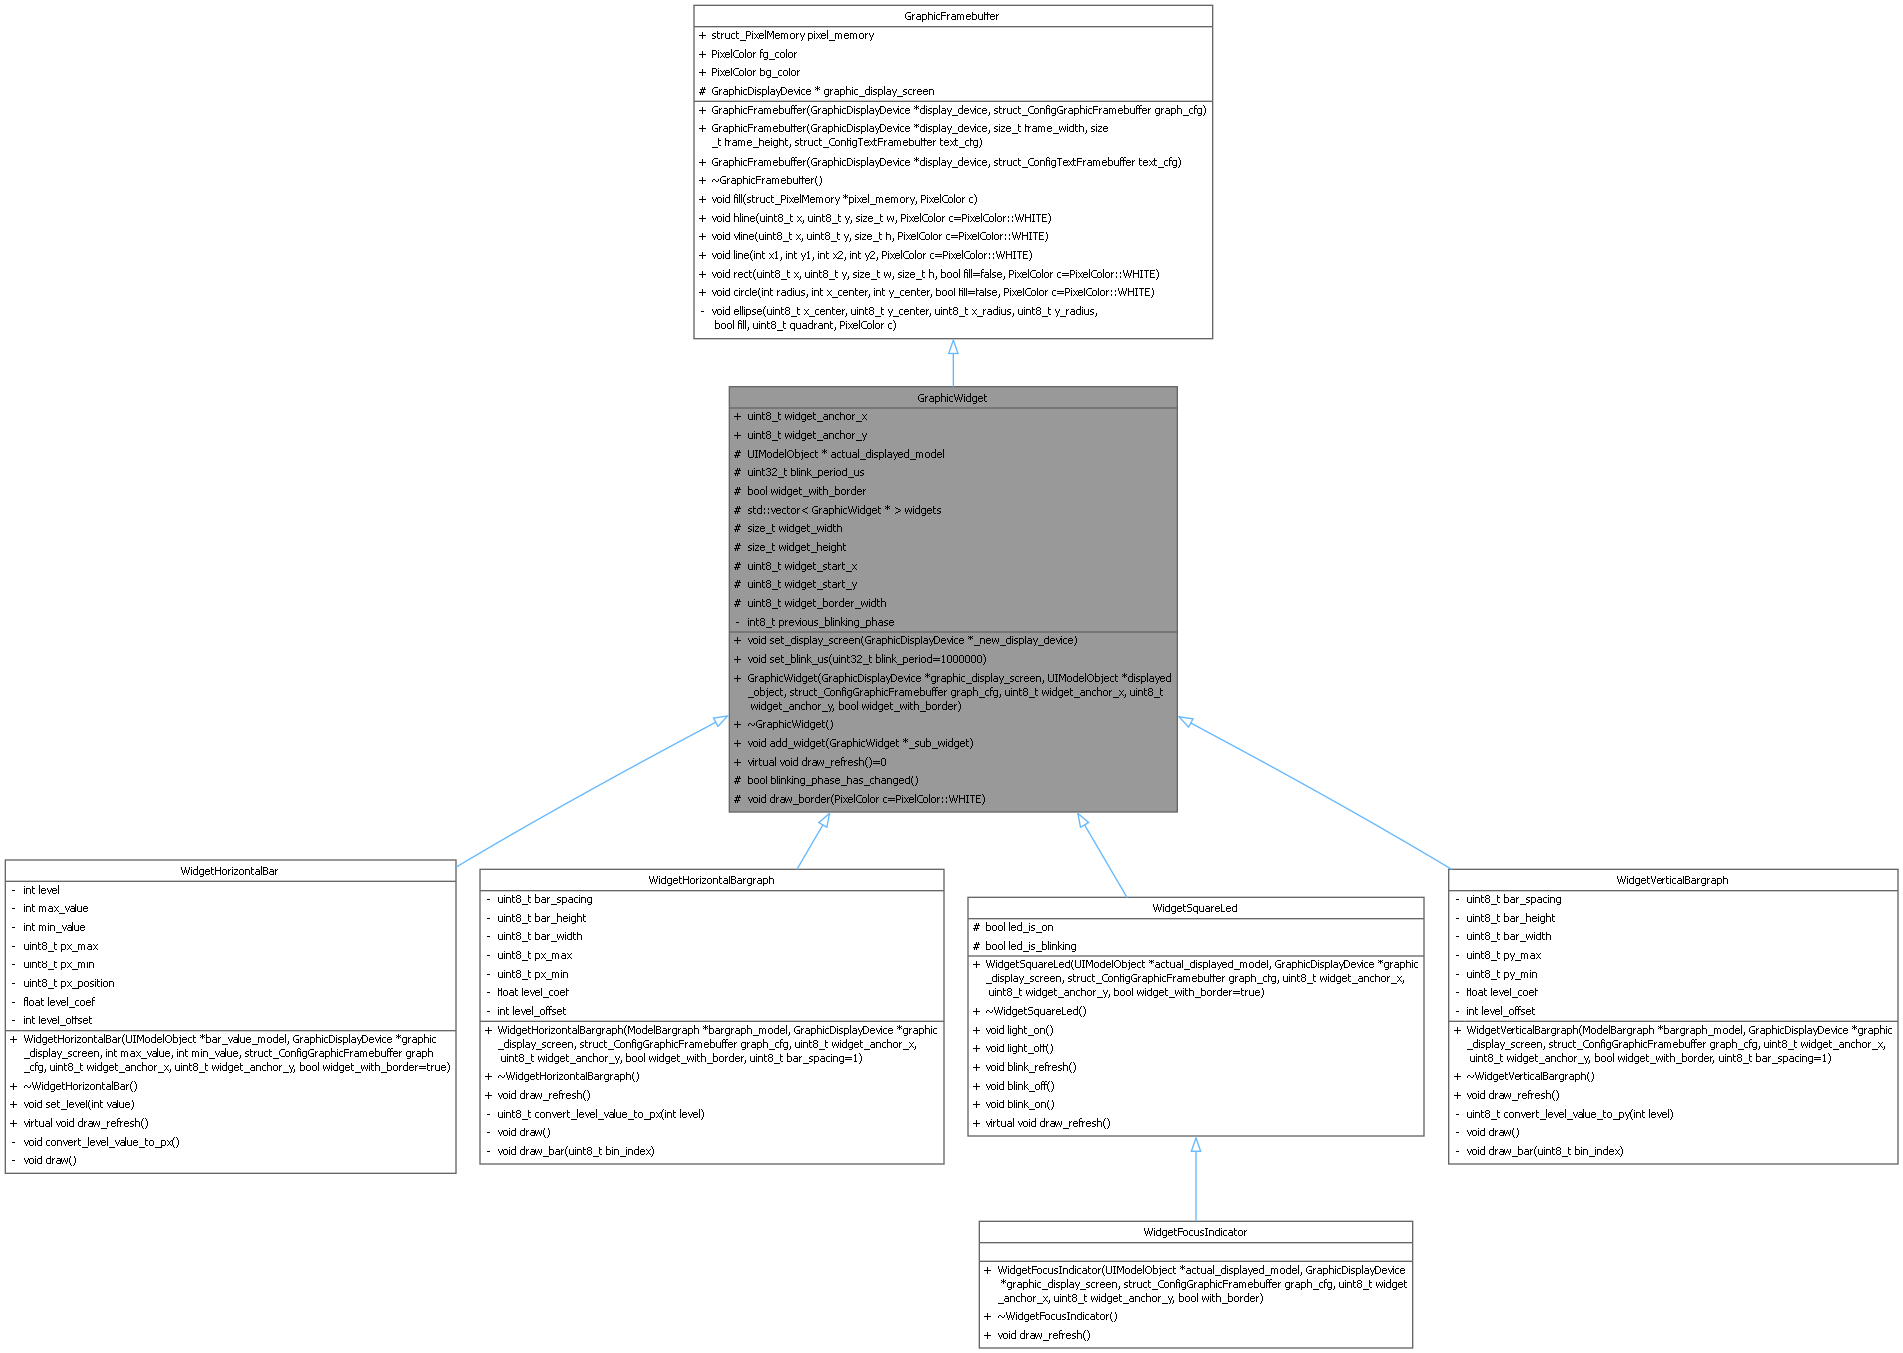 GraphicFramebuffer
+ struct_PixelMemory pixel_memory
+ PixelColor fg_color
+ PixelColor bg_color
# GraphicDisplayDevice * graphic_display_screen
+ GraphicFramebuffer(GraphicDisplayDevice *display_device, struct_ConfigGraphicFramebuffer graph_cfg)
+ GraphicFramebuffer(GraphicDisplayDevice *display_device, size_t frame_width, size
_t frame_height, struct_ConfigTextFramebuffer text_cfg)
+ GraphicFramebuffer(GraphicDisplayDevice *display_device, struct_ConfigTextFramebuffer text_cfg)
+ ~GraphicFramebuffer()
+ void fill(struct_PixelMemory *pixel_memory, PixelColor c)
+ void hline(uint8_t x, uint8_t y, size_t w, PixelColor c=PixelColor::WHITE)
+ void vline(uint8_t x, uint8_t y, size_t h, PixelColor c=PixelColor::WHITE)
+ void line(int x1, int y1, int x2, int y2, PixelColor c=PixelColor::WHITE)
+ void rect(uint8_t x, uint8_t y, size_t w, size_t h, bool fill=false, PixelColor c=PixelColor::WHITE)
+ void circle(int radius, int x_center, int y_center, bool fill=false, PixelColor c=PixelColor::WHITE)
- void ellipse(uint8_t x_center, uint8_t y_center, uint8_t x_radius, uint8_t y_radius,
bool fill, uint8_t quadrant, PixelColor c)
GraphicWidget
+ uint8_t widget_anchor_x
+ uint8_t widget_anchor_y
# UIModelObject * actual_displayed_model
# uint32_t blink_period_us
# bool widget_with_border
# std::vector< GraphicWidget * > widgets
# size_t widget_width
# size_t widget_height
# uint8_t widget_start_x
# uint8_t widget_start_y
# uint8_t widget_border_width
- int8_t previous_blinking_phase
+ void set_display_screen(GraphicDisplayDevice *_new_display_device)
+ void set_blink_us(uint32_t blink_period=1000000)
+ GraphicWidget(GraphicDisplayDevice *graphic_display_screen, UIModelObject *displayed
_object, struct_ConfigGraphicFramebuffer graph_cfg, uint8_t widget_anchor_x, uint8_t
widget_anchor_y, bool widget_with_border)
+ ~GraphicWidget()
+ void add_widget(GraphicWidget *_sub_widget)
+ virtual void draw_refresh()=0
# bool blinking_phase_has_changed()
# void draw_border(PixelColor c=PixelColor::WHITE)
WidgetHorizontalBar
- int level
- int max_value
- int min_value
- uint8_t px_max
- uint8_t px_min
- uint8_t px_position
- float level_coef
- int level_offset
+ WidgetHorizontalBar(UIModelObject *bar_value_model, GraphicDisplayDevice *graphic
_display_screen, int max_value, int min_value, struct_ConfigGraphicFramebuffer graph
_cfg, uint8_t widget_anchor_x, uint8_t widget_anchor_y, bool widget_with_border=true)
+ ~WidgetHorizontalBar()
+ void set_level(int value)
+ virtual void draw_refresh()
- void convert_level_value_to_px()
- void draw()
WidgetHorizontalBargraph
- uint8_t bar_spacing
- uint8_t bar_height
- uint8_t bar_width
- uint8_t px_max
- uint8_t px_min
- float level_coef
- int level_offset
+ WidgetHorizontalBargraph(ModelBargraph *bargraph_model, GraphicDisplayDevice *graphic
_display_screen, struct_ConfigGraphicFramebuffer graph_cfg, uint8_t widget_anchor_x,
uint8_t widget_anchor_y, bool widget_with_border, uint8_t bar_spacing=1)
+ ~WidgetHorizontalBargraph()
+ void draw_refresh()
- uint8_t convert_level_value_to_px(int level)
- void draw()
- void draw_bar(uint8_t bin_index)
WidgetSquareLed
# bool led_is_on
# bool led_is_blinking
+ WidgetSquareLed(UIModelObject *actual_displayed_model, GraphicDisplayDevice *graphic
_display_screen, struct_ConfigGraphicFramebuffer graph_cfg, uint8_t widget_anchor_x,
uint8_t widget_anchor_y, bool widget_with_border=true)
+ ~WidgetSquareLed()
+ void light_on()
+ void light_off()
+ void blink_refresh()
+ void blink_off()
+ void blink_on()
+ virtual void draw_refresh()
WidgetVerticalBargraph
- uint8_t bar_spacing
- uint8_t bar_height
- uint8_t bar_width
- uint8_t py_max
- uint8_t py_min
- float level_coef
- int level_offset
+ WidgetVerticalBargraph(ModelBargraph *bargraph_model, GraphicDisplayDevice *graphic
_display_screen, struct_ConfigGraphicFramebuffer graph_cfg, uint8_t widget_anchor_x,
uint8_t widget_anchor_y, bool widget_with_border, uint8_t bar_spacing=1)
+ ~WidgetVerticalBargraph()
+ void draw_refresh()
- uint8_t convert_level_value_to_py(int level)
- void draw()
- void draw_bar(uint8_t bin_index)
WidgetFocusIndicator
+ WidgetFocusIndicator(UIModelObject *actual_displayed_model, GraphicDisplayDevice
*graphic_display_screen, struct_ConfigGraphicFramebuffer graph_cfg, uint8_t widget
_anchor_x, uint8_t widget_anchor_y, bool with_border)
+ ~WidgetFocusIndicator()
+ void draw_refresh()